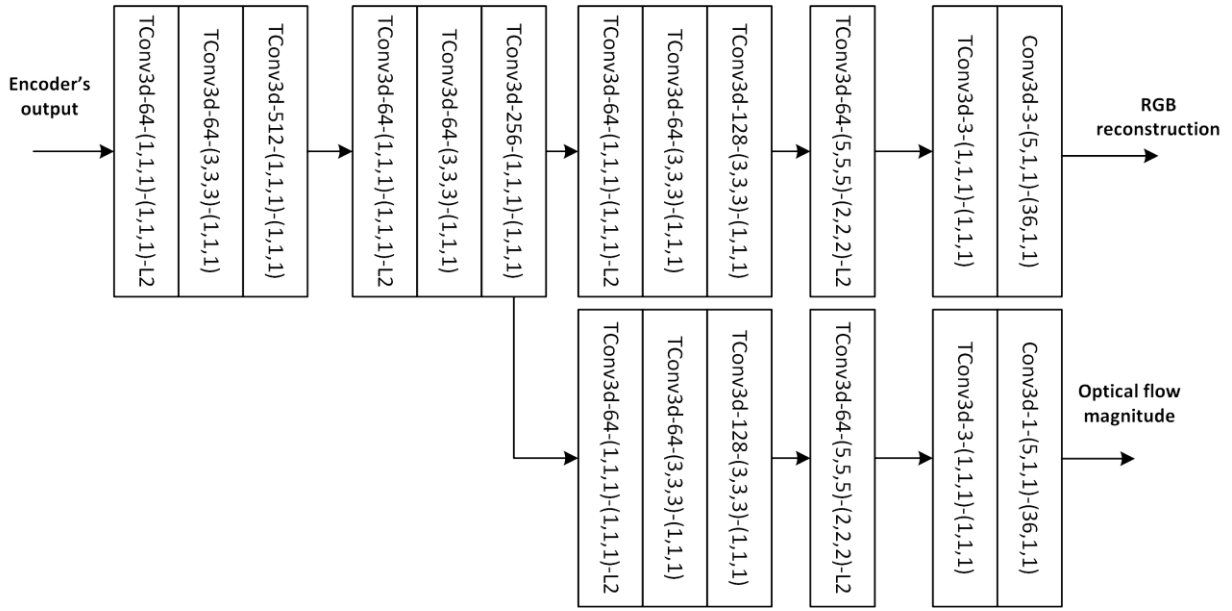 Encoder's
output
TConv3d-64-(1,1,1)-(1,1,1)-L2
TConv3d-64-(3,3,3)-(1,1,1)
TConv3d-512-(1,1,1)-(1,1,1)
TConv3d-64-(1,1,1)-(1,1,1)-L2
TConv3d-64-(3,3,3)-(1,1,1)
TConv3d-256-(1,1,1)-(1,1,1)
TConv3d-64-(1,1,1)-(1,1,1)-L2
TConv3d-64-(3,3,3)-(1,1,1)
TConv3d-128-(3,3,3)-(1,1,1)
TConv3d-64-(5,5,5)-(2,2,2)-L2
TConv3d-3-(1,1,1)-(1,1,1)
Conv3d-3-(5,1,1)-(36,1,1)
RGB
reconstruction
TConv3d-64-(1,1,1)-(1,1,1)-L2
TConv3d-64-(3,3,3)-(1,1,1)
TConv3d-128-(3,3,3)-(1,1,1)
TConv3d-64-(5,5,5)-(2,2,2)-L2
TConv3d-3-(1,1,1)-(1,1,1)
Conv3d-1-(5,1,1)-(36,1,1)
Optical flow
magnitude